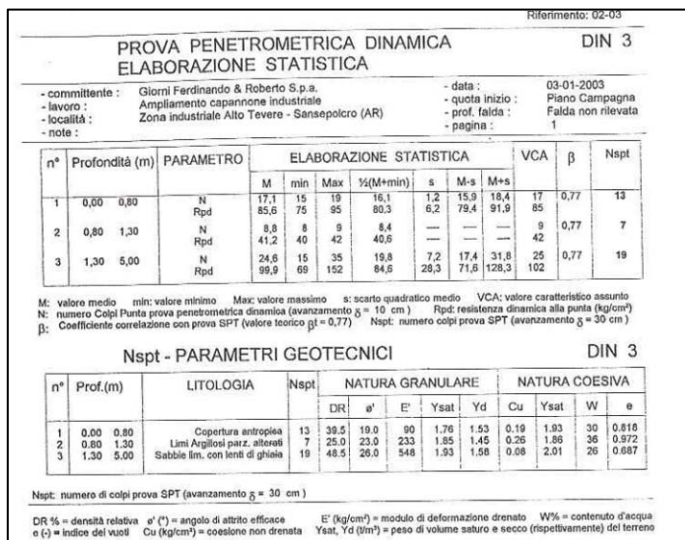 Riferimento: 02-03
PROVA PENETROMETRICA DINAMICA DIN 3
ELABORAZIONE STATISTICA
- committente : Giorni Ferdinando & Roberto S.p.a. - data : 03-01-2003
- lavoro : Ampliamento capannone industriale - quota inizio : Piano Campagna
- località : Zona industriale Alto Tevere - Sansepolcro (AR) - prof. falda : Falda non rilevata
- note : - pagina : 1
n° Profondità (m) PARAMETRO ELABORAZIONE STATISTICA VCA β Nspt
M min Max ½(M+min) s M-s M+s
1 0,00 0,80 N 17,1 15 19 16,1 1,2 15,9 18,4 17 0,77 13
Rpd 85,6 75 95 80,3 6,2 79,4 91,9 85
2 0,80 1,30 N 8,8 8 9 8,4 — — — 9 0,77 7
Rpd 41,2 40 42 40,6 — — — 42
3 1,30 5,00 N 24,6 15 35 19,8 7,2 17,4 31,8 25 0,77 19
Rpd 99,9 69 152 84,6 28,3 71,6 128,3 102
M: valore medio min: valore minimo Max: valore massimo s: scarto quadratico medio VCA: valore caratteristico assunto
N: numero Colpi Punta prova penetrometrica dinamica (avanzamento δ = 10 cm ) Rpd: resistenza dinamica alla punta (kg/cm²)
β: Coefficiente correlazione con prova SPT (valore teorico βt = 0,77) Nspt: numero colpi prova SPT (avanzamento δ = 30 cm )
Nspt - PARAMETRI GEOTECNICI DIN 3
n° Prof.(m) LITOLOGIA Nspt NATURA GRANULARE NATURA COESIVA
DR ø' E' Ysat Yd Cu Ysat W e
1 0.00 0.80 Copertura antropica 13 39.5 19.0 90 1.76 1.53 0.19 1.93 30 0.818
2 0.80 1.30 Limi Argillosi parz. alterati 7 25.0 23.0 233 1.85 1.45 0.26 1.86 36 0.972
3 1.30 5.00 Sabbie lim. con lenti di ghiaia 19 48.5 26.0 548 1.93 1.58 0.08 2.01 26 0.687
Nspt: numero di colpi prova SPT (avanzamento δ = 30 cm )
DR % = densità relativa ø' (°) = angolo di attrito efficace E' (kg/cm²) = modulo di deformazione drenato W% = contenuto d'acqua
e (-) = indice dei vuoti Cu (kg/cm²) = coesione non drenata Ysat, Yd (t/m³) = peso di volume saturo e secco (rispettivamente) del terreno